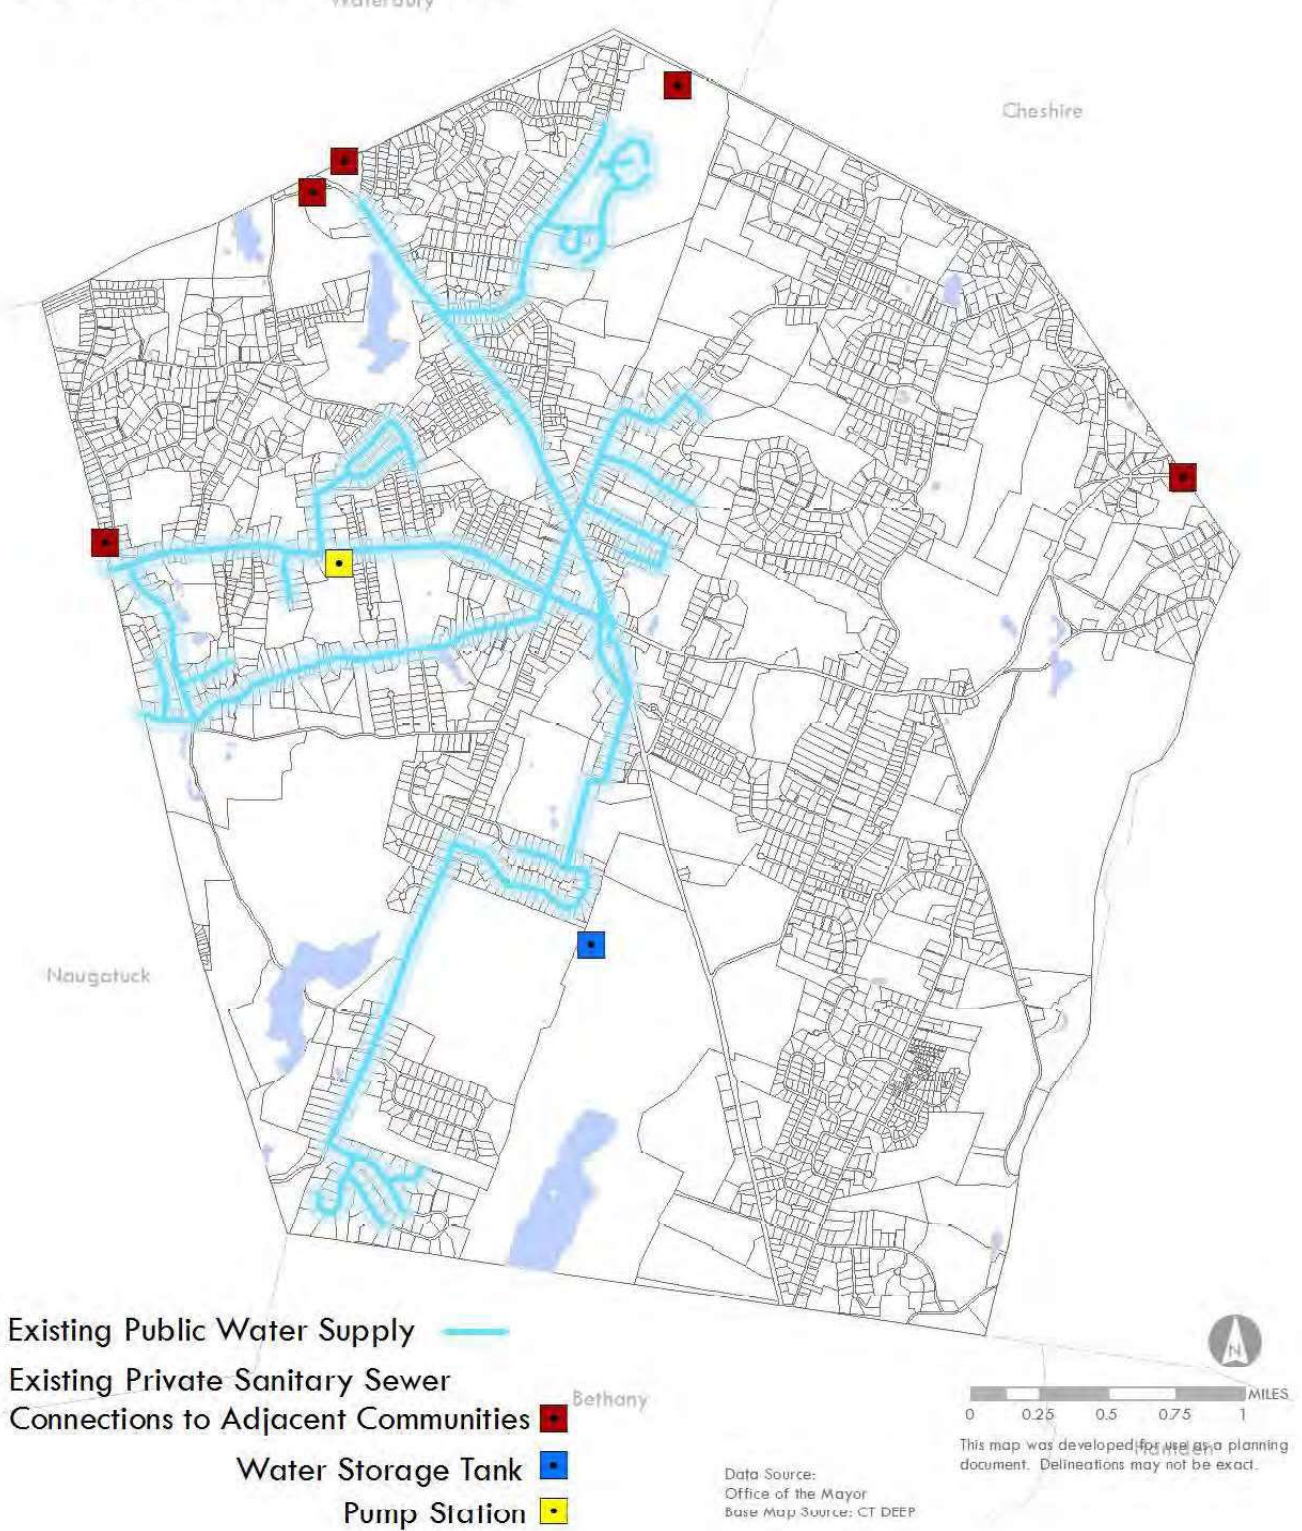 Waterbury
Cheshire
Naugatuck
Existing Public Water Supply
Existing Private Sanitary Sewer
Connections to Adjacent Communities
Water Storage Tank
Pump Station
Bethany
Data Source:
Office of the Mayor
Base Map Source: CT DEEP
N
MILES
0 0.25 0.5 0.75 1
Hamden
This map was developed for use as a planning
document. Delineations may not be exact.